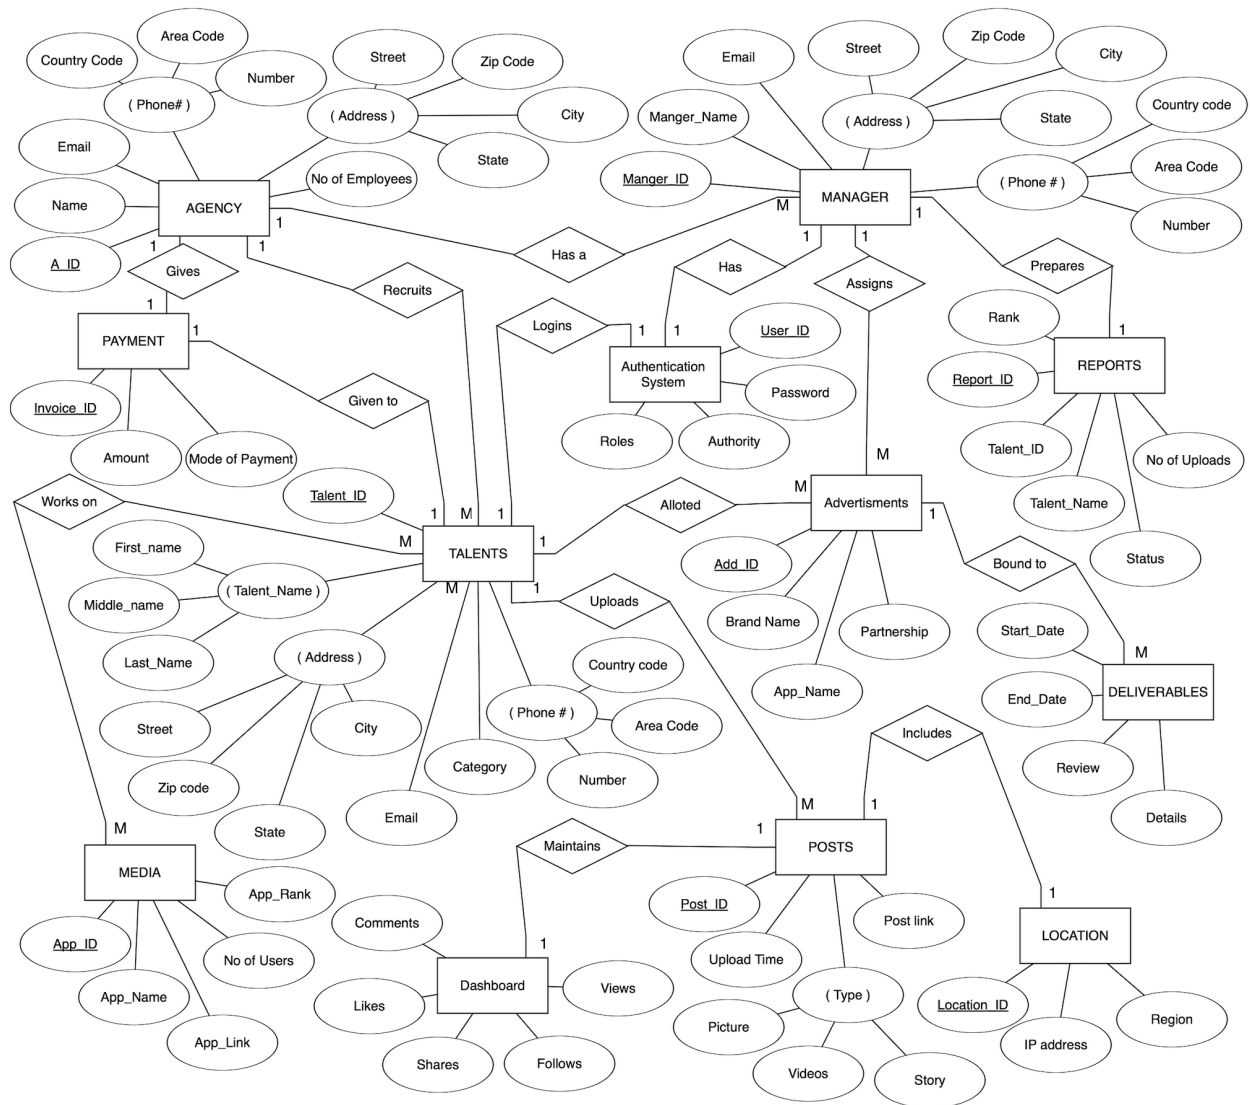 Area Code
Country Code
Number
( Phone# )
Street
Zip Code
( Address )
City
State
Email
No of Employees
Name
AGENCY
A_ID
1
1
1
Gives
Has a
M
Recruits
Email
Street
Zip Code
City
Manger_Name
( Address )
State
Country code
Manger_ID
MANAGER
( Phone # )
Area Code
Number
1
1
1
Has
Assigns
Prepares
1
PAYMENT
1
Logins
1
1
Authentication
System
User_ID
Password
Roles
Authority
Rank
1
REPORTS
Report_ID
Talent_ID
Talent_Name
No of Uploads
Status
Invoice_ID
Amount
Mode of Payment
Given to
Works on
Talent_ID
1
M
1
M
TALENTS
1
M
1
Alloted
M
M
Advertisments
1
Add_ID
Brand Name
App_Name
Partnership
Bound to
First_name
Middle_name
Last_Name
( Talent_Name )
( Address )
Street
Zip code
State
City
Email
Category
( Phone # )
Country code
Area Code
Number
Uploads
Start_Date
M
DELIVERABLES
End_Date
Review
Details
Includes
M
MEDIA
App_Rank
App_ID
No of Users
App_Name
App_Link
Maintains
1
M
1
POSTS
Post_ID
Post link
Upload Time
( Type )
Picture
Videos
Story
Comments
1
Dashboard
Views
Likes
Shares
Follows
1
LOCATION
Location_ID
IP address
Region